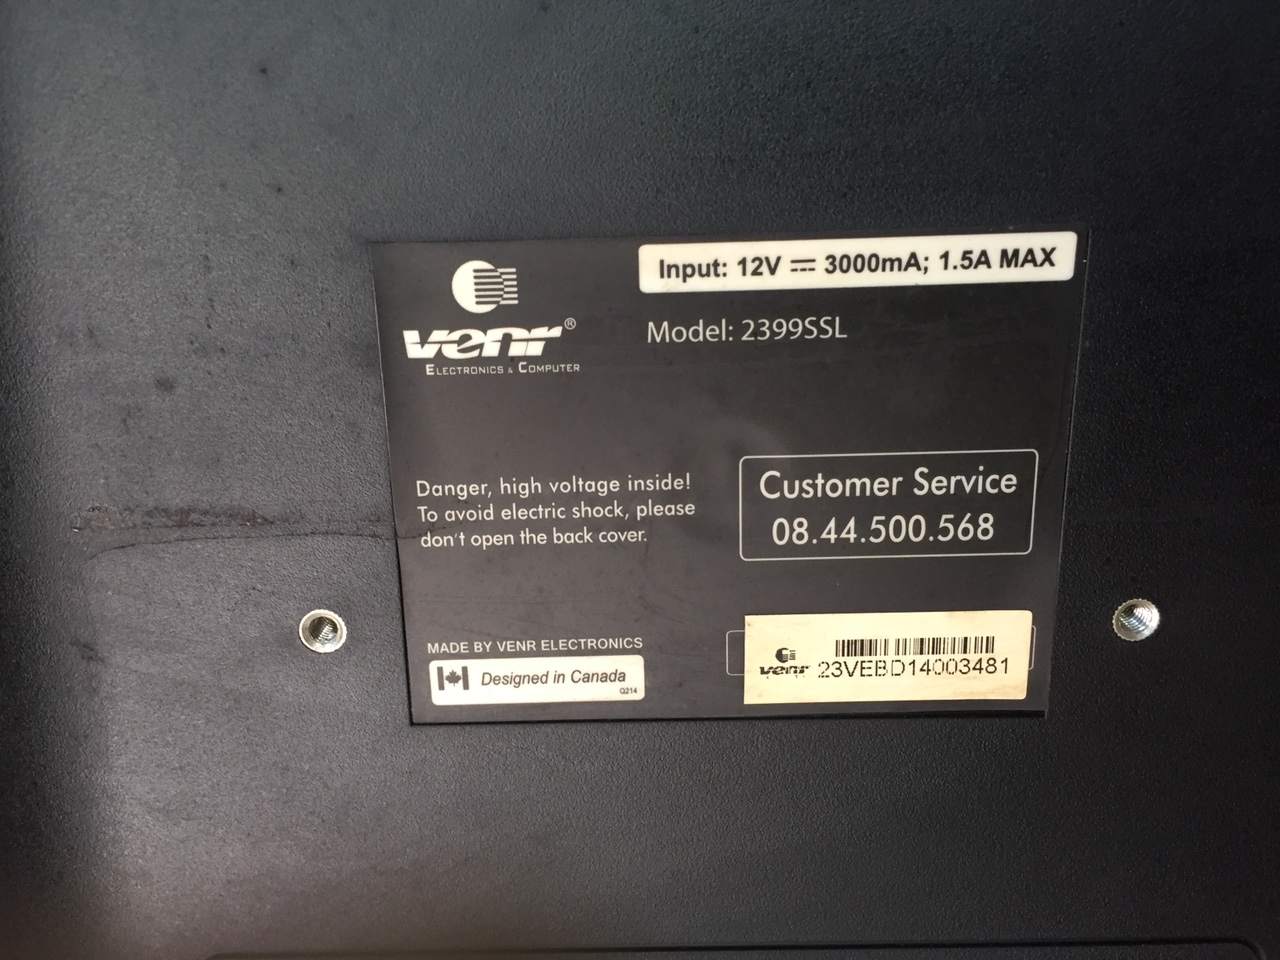 venr®
ELECTRONICS & COMPUTER
Input: 12V ⎓ 3000mA; 1.5A MAX
Model: 2399SSL
Danger, high voltage inside!
To avoid electric shock, please
don't open the back cover.
Customer Service
08.44.500.568
MADE BY VENR ELECTRONICS
Designed in Canada
G214
venr 23VEBD14003481